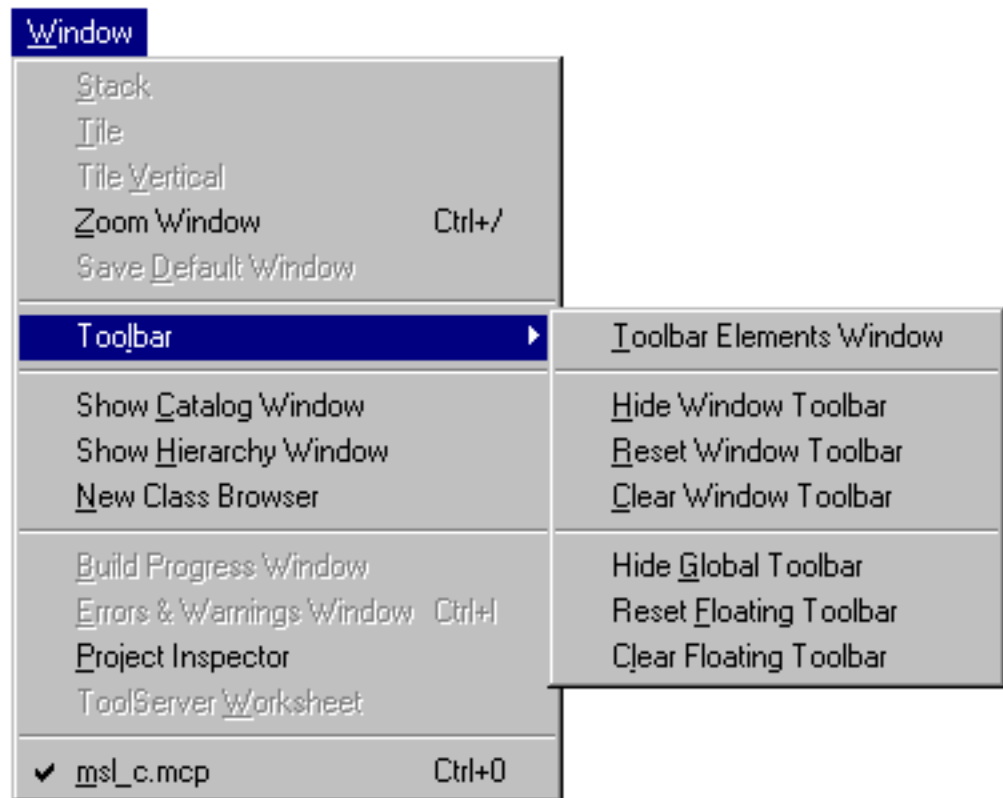 Window
Stack
Tile
Tile Vertical
Zoom Window Ctrl+/
Save Default Window
Toolbar
Show Catalog Window
Show Hierarchy Window
New Class Browser
Build Progress Window
Errors & Warnings Window Ctrl+I
Project Inspector
ToolServer Worksheet
msl_c.mcp Ctrl+0
Toolbar Elements Window
Hide Window Toolbar
Reset Window Toolbar
Clear Window Toolbar
Hide Global Toolbar
Reset Floating Toolbar
Clear Floating Toolbar